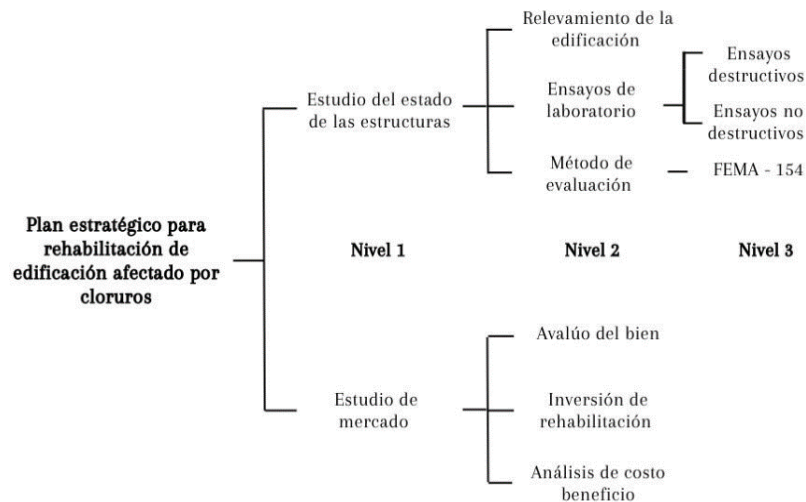 Relevamiento de la
edificación
Ensayos
destructivos
Estudio del estado
de las estructuras
Ensayos de
laboratorio
Ensayos no
destructivos
Método de
evaluación
FEMA - 154
Plan estratégico para
rehabilitación de
edificación afectado por
cloruros
Nivel 1
Nivel 2
Nivel 3
Avalúo del bien
Estudio de
mercado
Inversión de
rehabilitación
Análisis de costo
beneficio